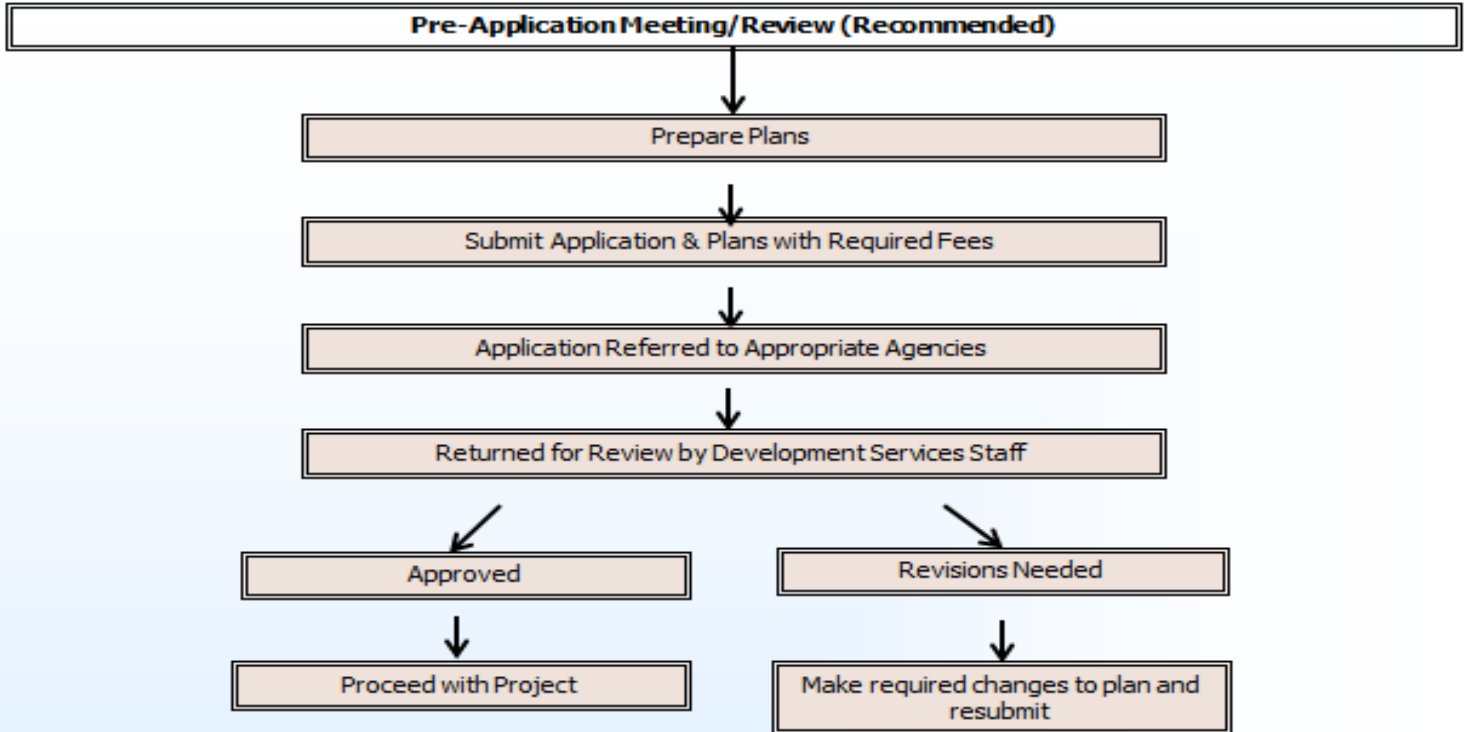 Pre-Application Meeting/Review (Recommended)
Prepare Plans
Submit Application & Plans with Required Fees
Application Referred to Appropriate Agencies
Returned for Review by Development Services Staff
Approved
Revisions Needed
Proceed with Project
Make required changes to plan and
resubmit